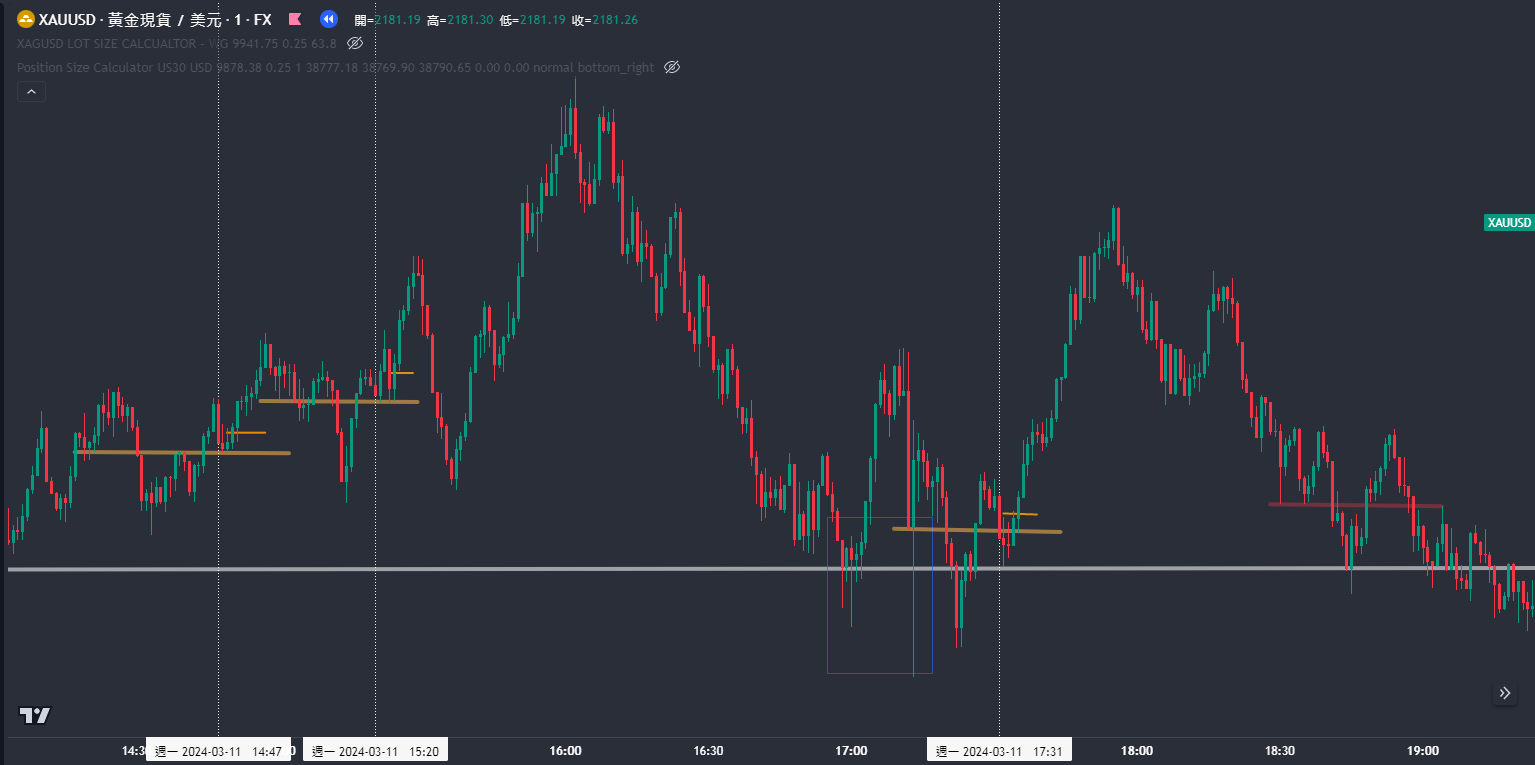 XAUUSD · 黃金現貨 / 美元 · 1 · FX 開=2181.19 高=2181.30 低=2181.19 收=2181.26
XAGUSD LOT SIZE CALCUALTOR - WG 9941.75 0.25 63.8
Position Size Calculator US30 USD 9878.38 0.25 1 38777.18 38769.90 38790.65 0.00 0.00 normal bottom_right
XAUUSD
週一 2024-03-11 14:47 週一 2024-03-11 15:20 16:00 16:30 17:00 週一 2024-03-11 17:31 18:00 18:30 19:00